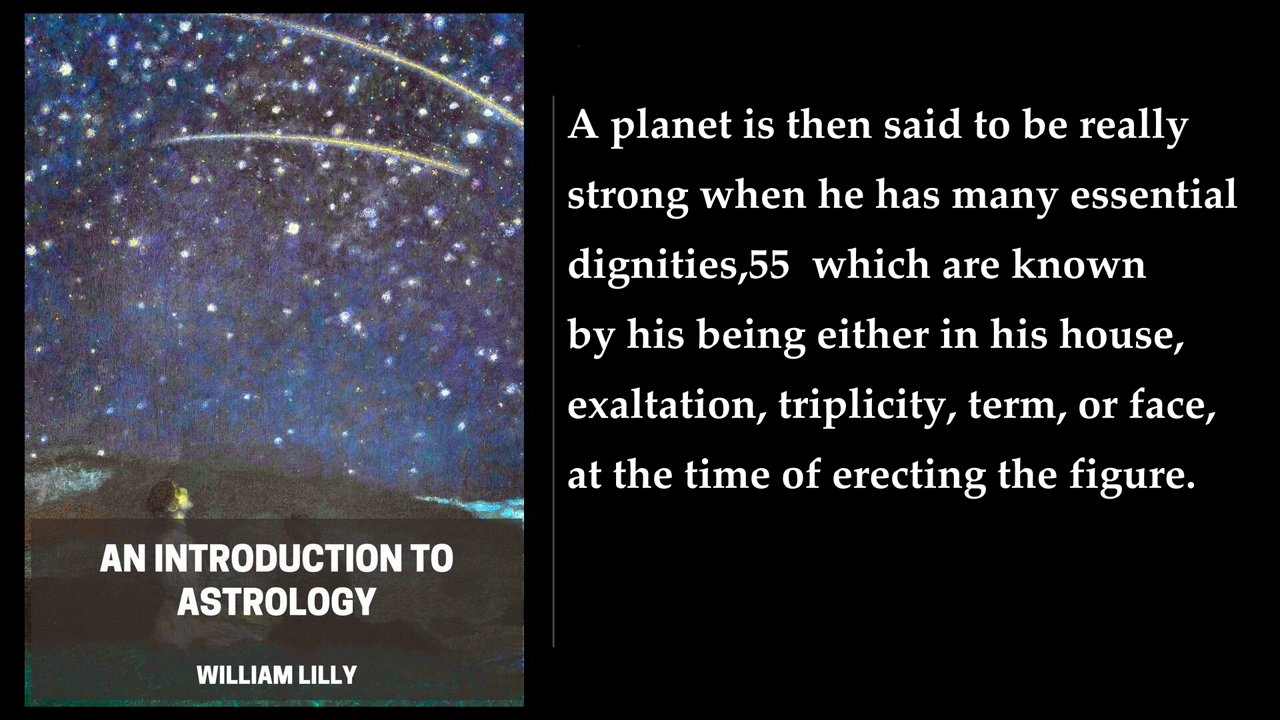 AN INTRODUCTION TO
ASTROLOGY
WILLIAM LILLY
A planet is then said to be really
strong when he has many essential
dignities,55  which are known
by his being either in his house,
exaltation, triplicity, term, or face,
at the time of erecting the figure.